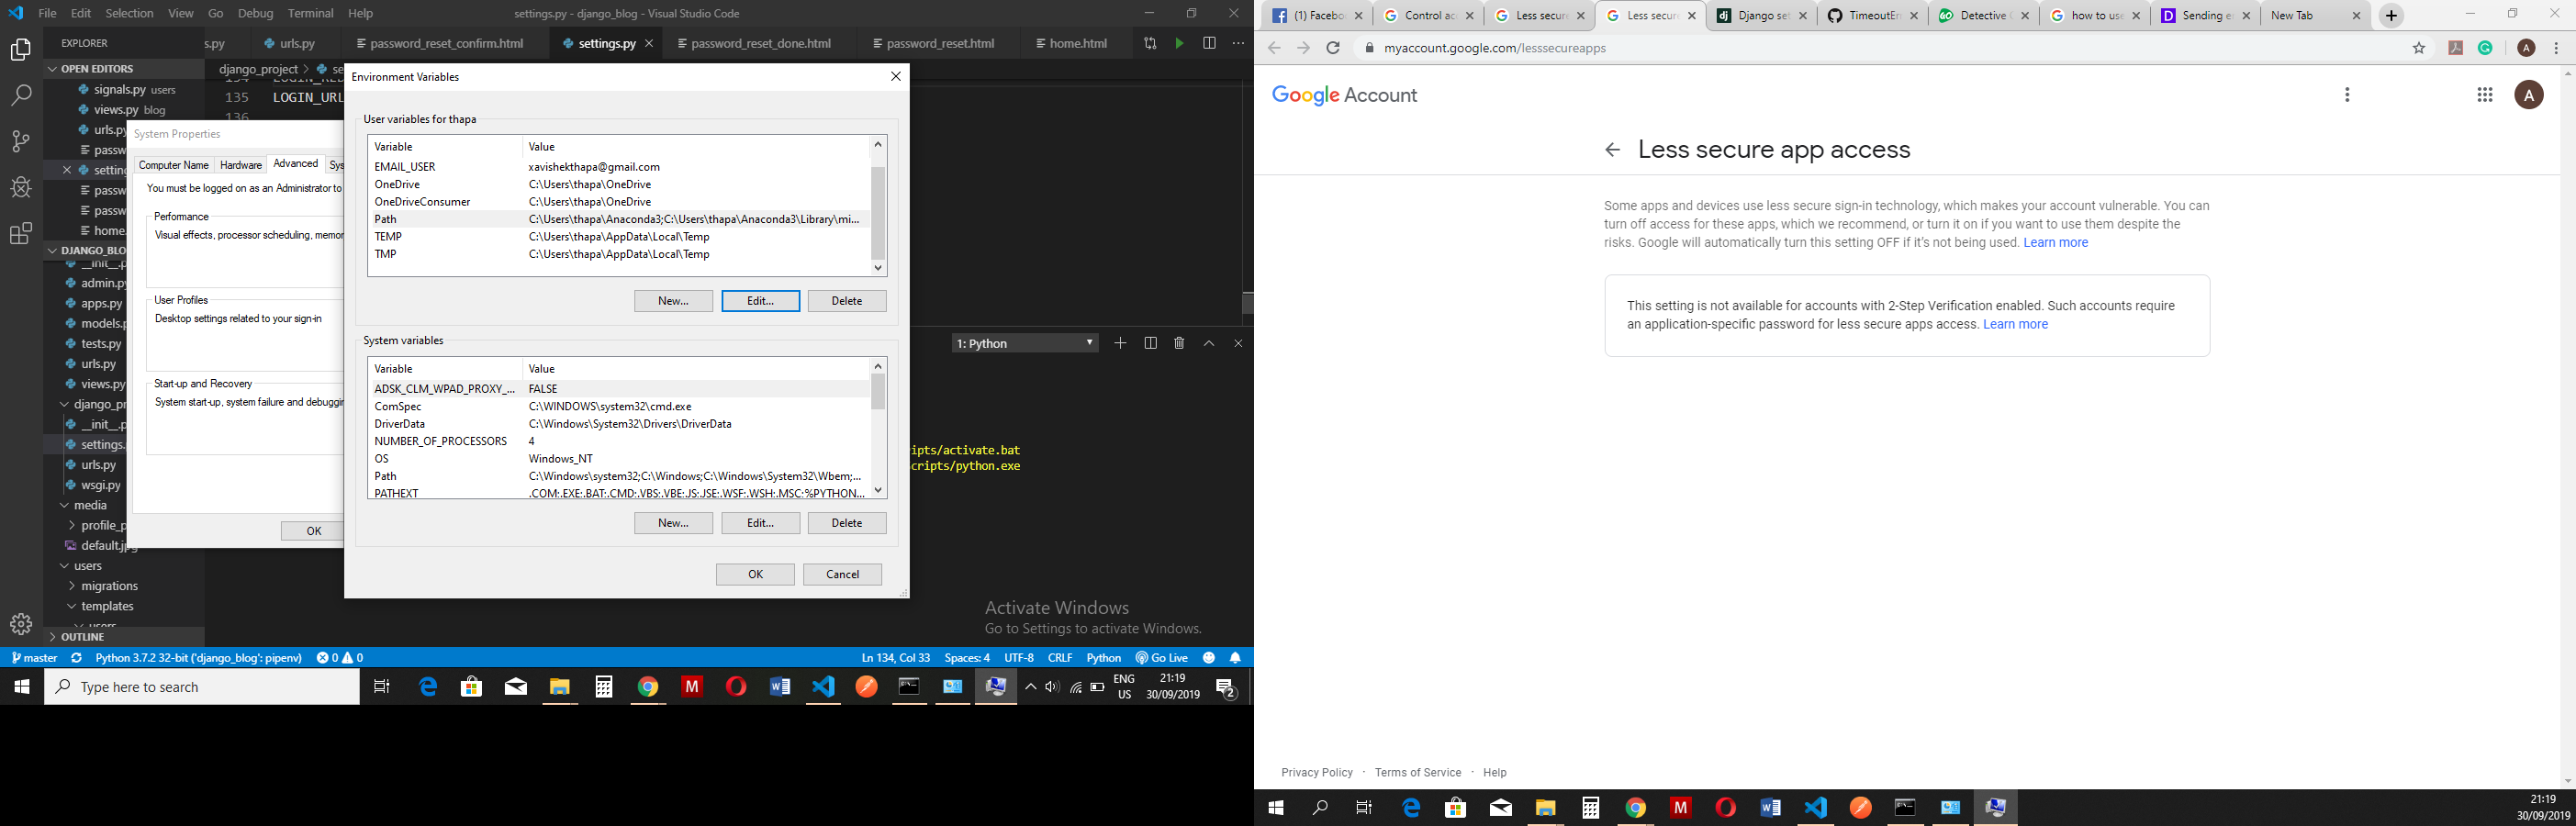 File Edit Selection View Go Debug Terminal Help
settings.py - django_blog - Visual Studio Code
EXPLORER
s.py
urls.py
password_reset_confirm.html
settings.py
password_reset_done.html
password_reset.html
home.html
OPEN EDITORS
django_project
signals.py users
135 LOGIN_URL
views.py blog
136
Environment Variables
User variables for thapa
Variable Value
EMAIL_USER xavishekthapa@gmail.com
OneDrive C:\Users\thapa\OneDrive
OneDriveConsumer C:\Users\thapa\OneDrive
Path C:\Users\thapa\Anaconda3;C:\Users\thapa\Anaconda3\Library\mi...
TEMP C:\Users\thapa\AppData\Local\Temp
TMP C:\Users\thapa\AppData\Local\Temp
New... Edit... Delete
System variables
Variable Value
ADSK_CLM_WPAD_PROXY_... FALSE
ComSpec C:\WINDOWS\system32\cmd.exe
DriverData C:\Windows\System32\Drivers\DriverData
NUMBER_OF_PROCESSORS 4
OS Windows_NT
Path C:\Windows\system32;C:\Windows;C:\Windows\System32\Wbem;...
PATHEXT .COM;.EXE;.BAT;.CMD;.VBS;.VBE;.JS;.JSE;.WSF;.WSH;.MSC;%PYTHON...
New... Edit... Delete
OK Cancel
System Properties
Computer Name Hardware Advanced Sys
You must be logged on as an Administrator to
Performance
Visual effects, processor scheduling, memor
User Profiles
Desktop settings related to your sign-in
Start-up and Recovery
System start-up, system failure and debuggin
OK
urls.p
passw
setting
passw
passw
home.
DJANGO_BLO
__init__.p
admin.py
apps.py
models.p
tests.py
urls.py
views.py
django_pr
__init__.p
settings.
urls.py
wsgi.py
media
profile_p
default.jpg
users
migrations
templates
users
OUTLINE
1: Python
ipts/activate.bat
cripts/python.exe
Activate Windows
Go to Settings to activate Windows.
master
Python 3.7.2 32-bit ('django_blog': pipenv)
0
0
Ln 134, Col 33
Spaces: 4
UTF-8
CRLF
Python
Go Live
Type here to search
ENG
US
21:19
30/09/2019
2
(1) Facebo
Control ac
Less secure
Less secur
Django set
TimeoutErr
Detective
how to use
Sending e
New Tab
myaccount.google.com/lesssecureapps
A
Google Account
A
Less secure app access
Some apps and devices use less secure sign-in technology, which makes your account vulnerable. You can
turn off access for these apps, which we recommend, or turn it on if you want to use them despite the
risks. Google will automatically turn this setting OFF if it's not being used. Learn more
This setting is not available for accounts with 2-Step Verification enabled. Such accounts require
an application-specific password for less secure apps access. Learn more
Privacy Policy · Terms of Service · Help
21:19
30/09/2019